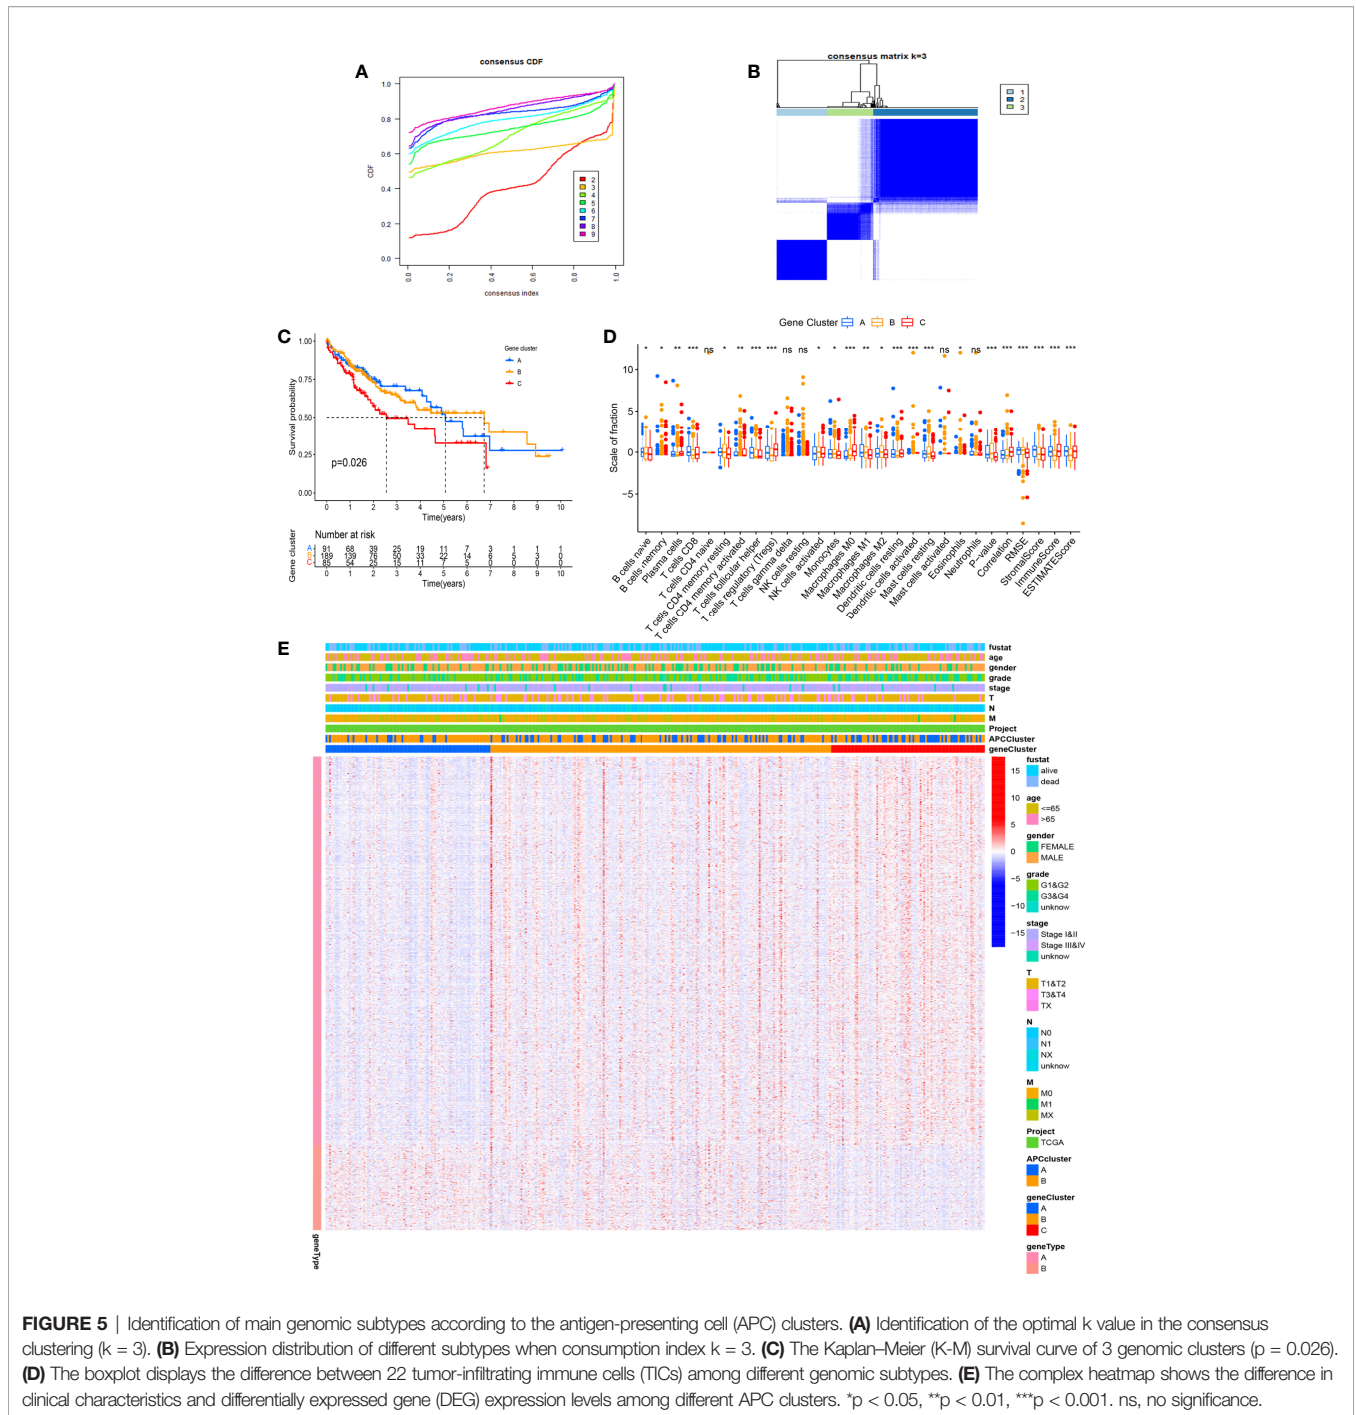 A
consensus CDF
1.0
0.8
0.6
0.4
0.2
0.0
CDF
2
3
4
5
6
7
8
9
0.0 0.2 0.4 0.6 0.8 1.0
consensus index
B
consensus matrix k=3
1
2
3
C
Gene cluster
A
B
C
1.00
0.75
0.50
0.25
0.00
Survival probability
p=0.026
0 1 2 3 4 5 6 7 8 9 10
Time(years)
Number at risk
Gene cluster
A 91 68 39 25 19 11 7 3 1 1 1
B 189 139 76 50 33 22 14 6 5 3 0
C 85 54 25 15 11 7 5 0 0 0 0
0 1 2 3 4 5 6 7 8 9 10
Time(years)
D
Gene Cluster A B C
* * ** *** ns * ** *** *** ns ns * * *** ** * *** *** *** ns * ns *** *** *** *** *** ***
10
5
0
−5
Scale of fraction
B cells naive
B cells memory
Plasma cells
T cells CD8
T cells CD4 naive
T cells CD4 memory resting
T cells CD4 memory activated
T cells follicular helper
T cells regulatory (Tregs)
T cells gamma delta
NK cells resting
NK cells activated
Monocytes
Macrophages M0
Macrophages M1
Macrophages M2
Dendritic cells resting
Dendritic cells activated
Mast cells resting
Mast cells activated
Eosinophils
Neutrophils
P-value
Correlation
RMSE
StromalScore
ImmuneScore
ESTIMATEScore
E
fustat
age
gender
grade
stage
T
N
M
Project
APCCluster
geneCluster
15
10
5
0
−5
−10
−15
fustat
alive
dead
age
<=65
>65
gender
FEMALE
MALE
grade
G1&G2
G3&G4
unknow
stage
Stage I&II
Stage III&IV
unknow
T
T1&T2
T3&T4
TX
N
N0
N1
NX
unknow
M
M0
M1
MX
Project
TCGA
APCcluster
A
B
geneCluster
A
B
C
geneType
A
B
geneType
FIGURE 5 | Identification of main genomic subtypes according to the antigen-presenting cell (APC) clusters. (A) Identification of the optimal k value in the consensus
clustering (k = 3). (B) Expression distribution of different subtypes when consumption index k = 3. (C) The Kaplan–Meier (K-M) survival curve of 3 genomic clusters (p = 0.026).
(D) The boxplot displays the difference between 22 tumor-infiltrating immune cells (TICs) among different genomic subtypes. (E) The complex heatmap shows the difference in
clinical characteristics and differentially expressed gene (DEG) expression levels among different APC clusters. *p < 0.05, **p < 0.01, ***p < 0.001. ns, no significance.